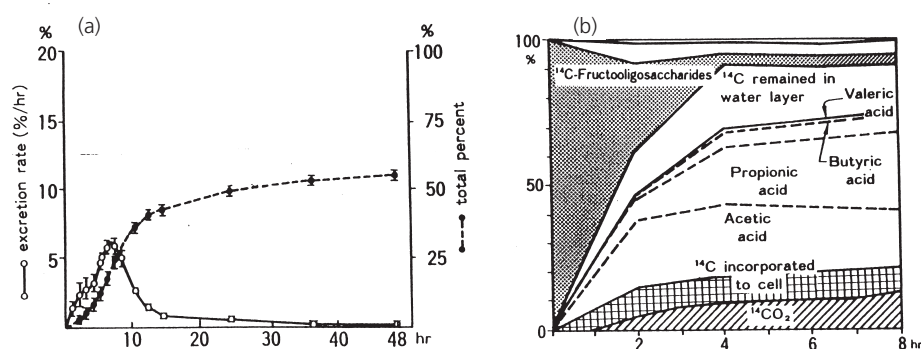 (a)
%
%
20
15
10
5
excretion rate (%/hr)
100
75
50
25
total percent
10
20
30
40
48
hr
(b)
100
%
50
0
¹⁴C-Fructooligosaccharides
¹⁴C remained in
water layer
Valeric
acid
Butyric
acid
Propionic
acid
Acetic
acid
¹⁴C incorporated
to cell
¹⁴CO₂
2
4
6
8 hr